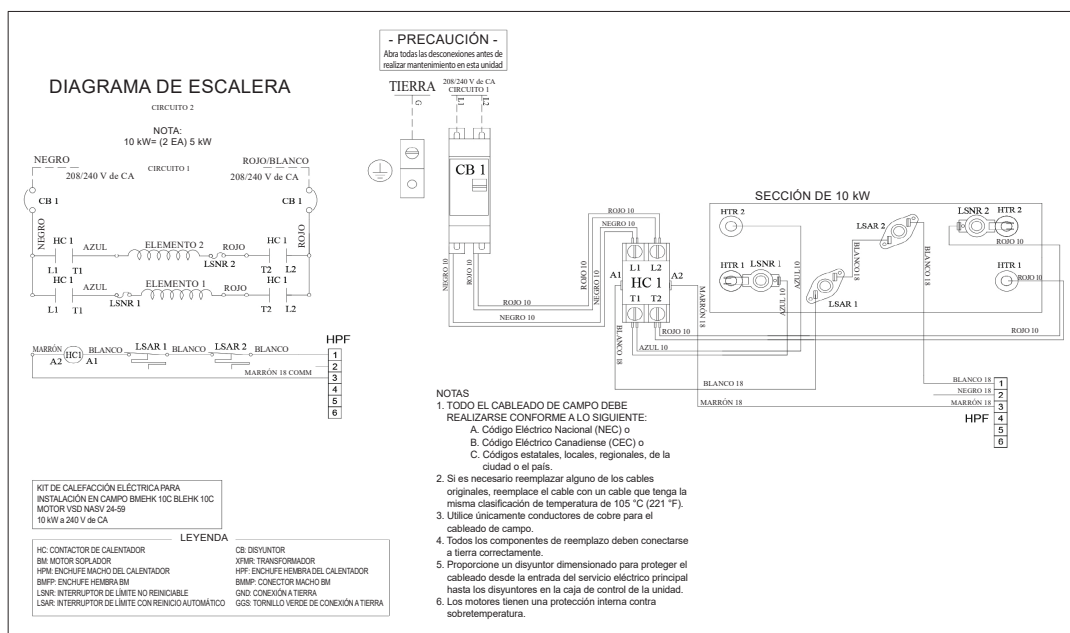 - PRECAUCIÓN -
Abra todas las desconexiones antes de
realizar mantenimiento en esta unidad
DIAGRAMA DE ESCALERA
CIRCUITO 2
NOTA:
10 kW= (2 EA) 5 kW
NEGRO
CIRCUITO 1
ROJO/BLANCO
208/240 V de CA
208/240 V de CA
CB 1
CB 1
NEGRO
ROJO
HC 1
AZUL
ELEMENTO 2
ROJO
HC 1
L1
T1
LSNR 2
T2
L2
HC 1
AZUL
ELEMENTO 1
ROJO
HC 1
L1
T1
LSNR 1
T2
L2
MARRÓN
HC1
BLANCO
LSAR 1
BLANCO
LSAR 2
BLANCO
A2
A1
MARRÓN 18 COMM
HPF
1
2
3
4
5
6
TIERRA
G
208/240 V de CA
CIRCUITO 1
L1
L2
CB 1
NEGRO 10
ROJO 10
ROJO 10
NEGRO 10
ROJO 10
NEGRO 10
ROJO 10
NEGRO 10
A1
L1
L2
A2
HC 1
T1
T2
BLANCO 18
ROJO 10
AZUL 10
MARRÓN 18
BLANCO 18
MARRÓN 18
SECCIÓN DE 10 kW
HTR 2
LSAR 2
LSNR 2
HTR 2
ROJO 10
HTR 1
LSNR 1
BLANCO 18
BLANCO 18
HTR 1
ROJO 10
AZUL 10
AZUL 10
LSAR 1
ROJO 10
BLANCO 18
NEGRO 18
MARRÓN 18
HPF
1
2
3
4
5
6
NOTAS
1. TODO EL CABLEADO DE CAMPO DEBE
REALIZARSE CONFORME A LO SIGUIENTE:
A. Código Eléctrico Nacional (NEC) o
B. Código Eléctrico Canadiense (CEC) o
C. Códigos estatales, locales, regionales, de la
ciudad o el país.
2. Si es necesario reemplazar alguno de los cables
originales, reemplace el cable con un cable que tenga la
misma clasificación de temperatura de 105 °C (221 °F).
3. Utilice únicamente conductores de cobre para el
cableado de campo.
4. Todos los componentes de reemplazo deben conectarse
a tierra correctamente.
5. Proporcione un disyuntor dimensionado para proteger el
cableado desde la entrada del servicio eléctrico principal
hasta los disyuntores en la caja de control de la unidad.
6. Los motores tienen una protección interna contra
sobretemperatura.
KIT DE CALEFACCIÓN ELÉCTRICA PARA
INSTALACIÓN EN CAMPO BMEHK 10C BLEHK 10C
MOTOR VSD NASV 24-59
10 kW a 240 V de CA
LEYENDA
HC: CONTACTOR DE CALENTADOR
BM: MOTOR SOPLADOR
HPM: ENCHUFE MACHO DEL CALENTADOR
BMFP: ENCHUFE HEMBRA BM
LSNR: INTERRUPTOR DE LÍMITE NO REINICIABLE
LSAR: INTERRUPTOR DE LÍMITE CON REINICIO AUTOMÁTICO
CB: DISYUNTOR
XFMR: TRANSFORMADOR
HPF: ENCHUFE HEMBRA DEL CALENTADOR
BMMP: CONECTOR MACHO BM
GND: CONEXIÓN A TIERRA
GGS: TORNILLO VERDE DE CONEXIÓN A TIERRA